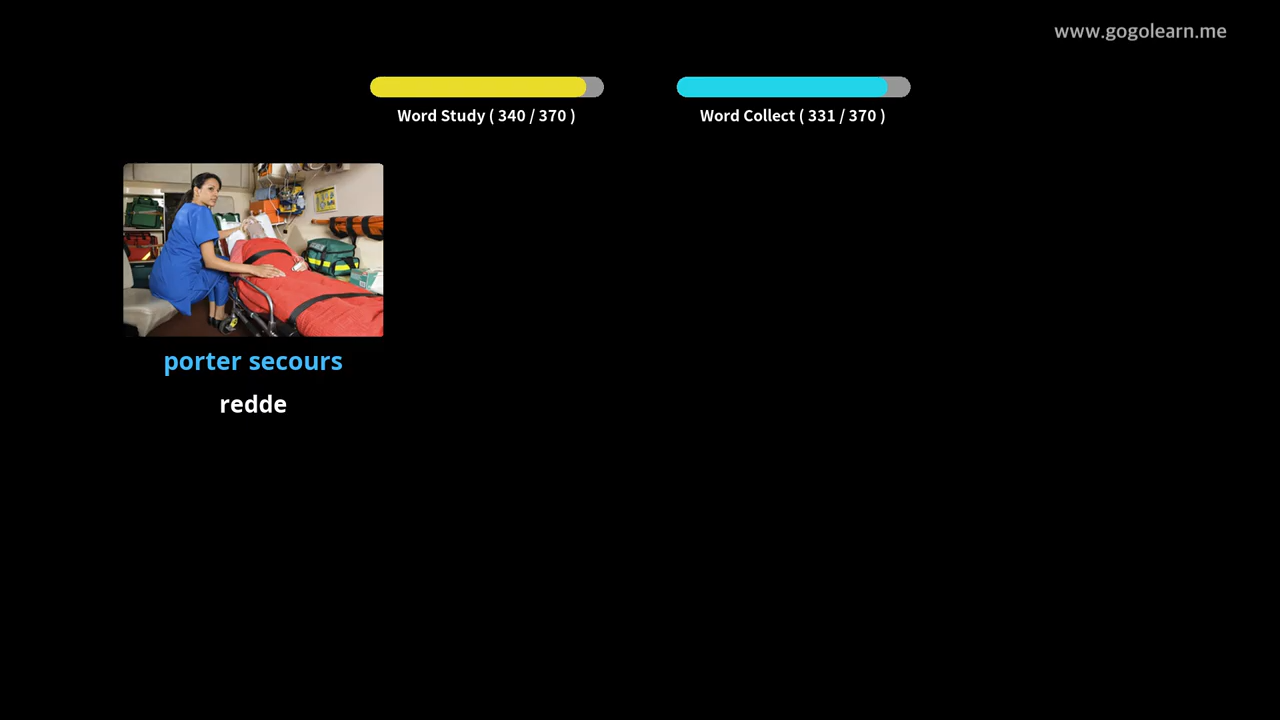 www.gogolearn.me
Word Study ( 340 / 370 )
Word Collect ( 331 / 370 )
porter secours
redde